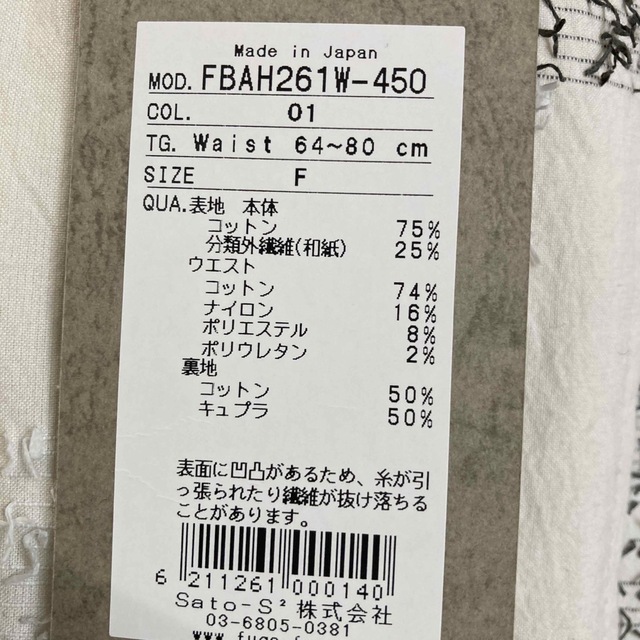 Made in Japan
MOD. FBAH261W-450
COL. 01
TG. Waist 64~80 cm
SIZE F
QUA. 表地 本体
コットン 75%
分類外繊維(和紙) 25%
ウエスト
コットン 74%
ナイロン 16%
ポリエステル 8%
ポリウレタン 2%
裏地
コットン 50%
キュプラ 50%
表面に凹凸があるため、糸が引
っ張られたり繊維が抜け落ちる
ことがあります。
6 211261 000140
Sato-S² 株式会社
03-6805-0381